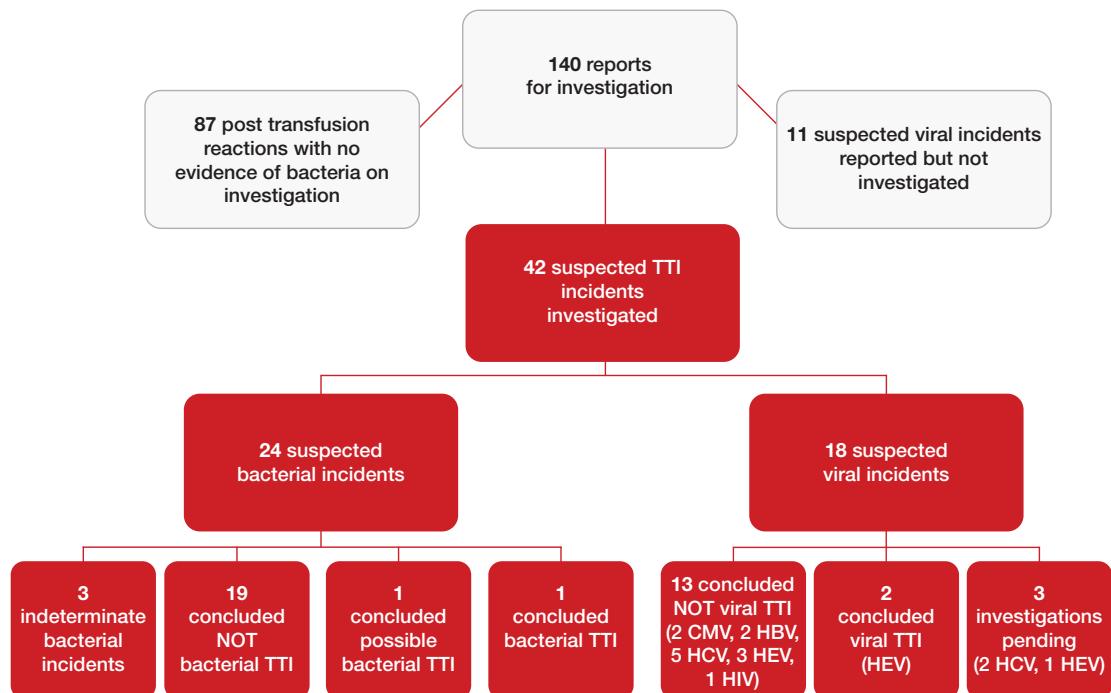 140 reports
for investigation
87 post transfusion
reactions with no
evidence of bacteria on
investigation
11 suspected viral incidents
reported but not
investigated
42 suspected TTI
incidents
investigated
24 suspected
bacterial incidents
18 suspected
viral incidents
3
indeterminate
bacterial
incidents
19
concluded
NOT
bacterial TTI
1
concluded
possible
bacterial TTI
1
concluded
bacterial TTI
13 concluded
NOT viral TTI
(2 CMV, 2 HBV,
5 HCV, 3 HEV,
1 HIV)
2
concluded
viral TTI
(HEV)
3
investigations
pending
(2 HCV, 1 HEV)